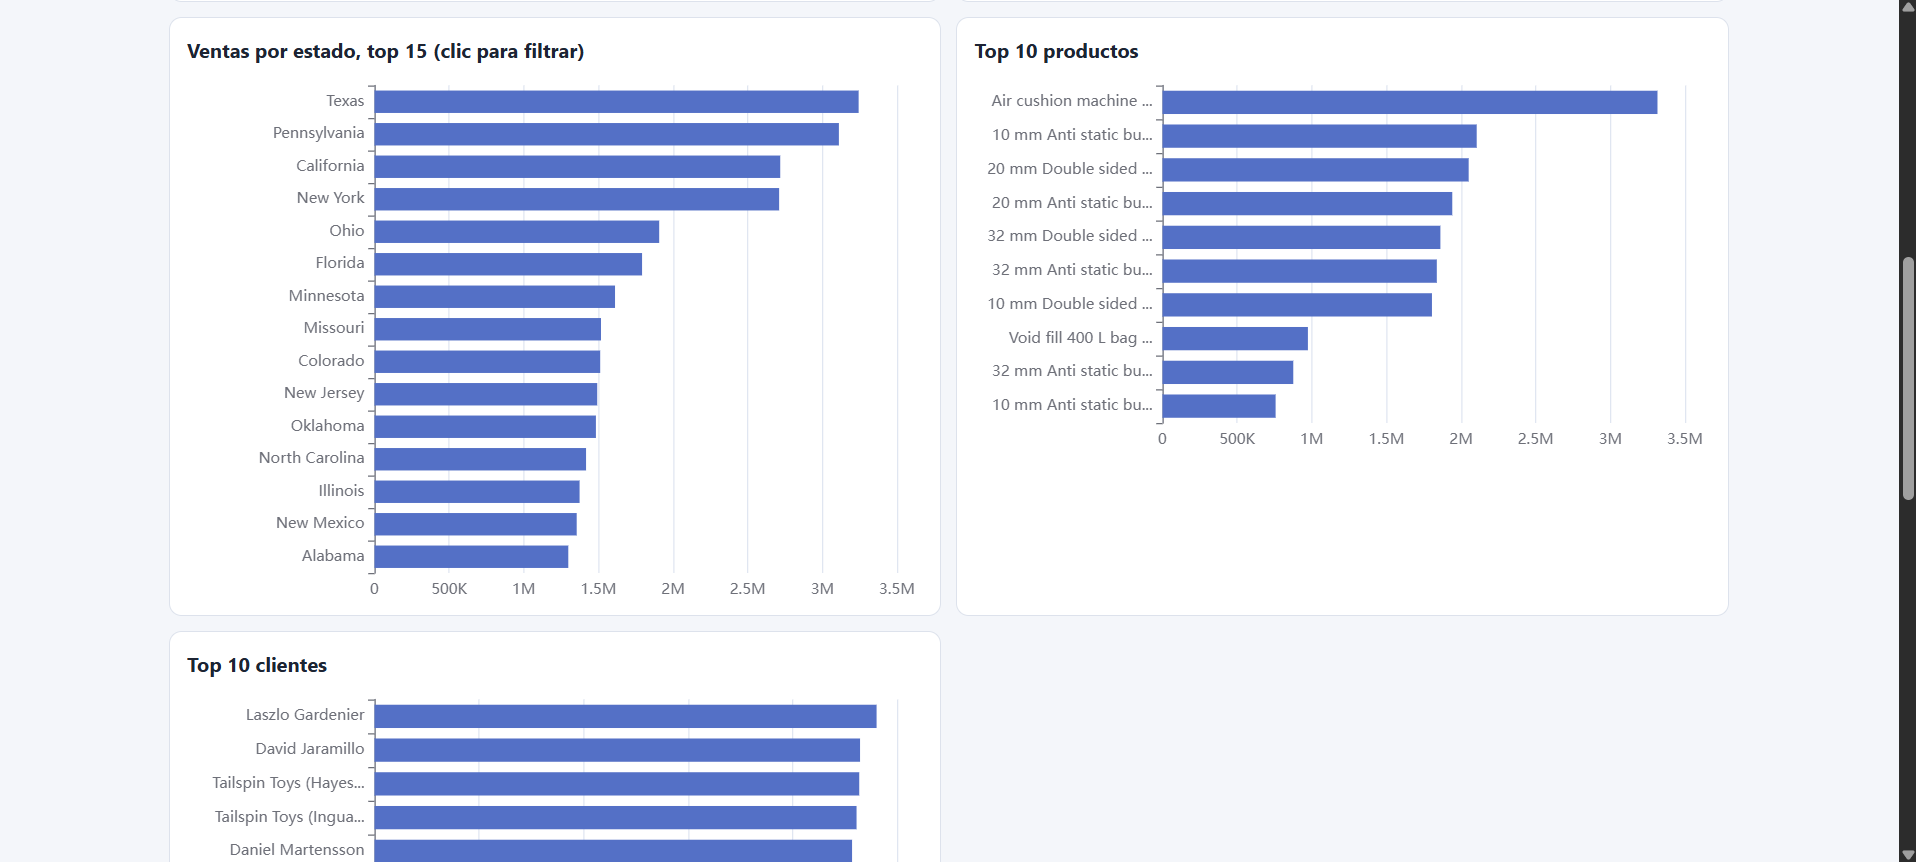 Ventas por estado, top 15 (clic para filtrar)
Texas
Pennsylvania
California
New York
Ohio
Florida
Minnesota
Missouri
Colorado
New Jersey
Oklahoma
North Carolina
Illinois
New Mexico
Alabama
0 500K 1M 1.5M 2M 2.5M 3M 3.5M
Top 10 productos
Air cushion machine ...
10 mm Anti static bu...
20 mm Double sided ...
20 mm Anti static bu...
32 mm Double sided ...
32 mm Anti static bu...
10 mm Double sided ...
Void fill 400 L bag ...
32 mm Anti static bu...
10 mm Anti static bu...
0 500K 1M 1.5M 2M 2.5M 3M 3.5M
Top 10 clientes
Laszlo Gardenier
David Jaramillo
Tailspin Toys (Hayes...
Tailspin Toys (Ingua...
Daniel Martensson